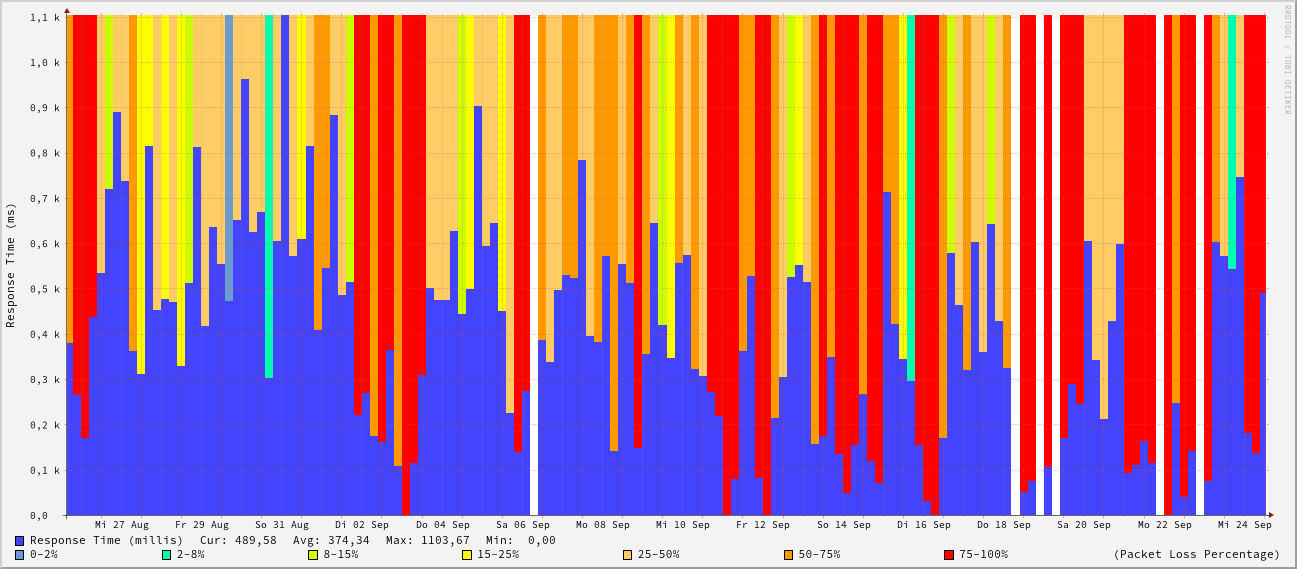 RRDTOOL / TOBI OETIKER
Response Time (ms)
1,1 k
1,0 k
0,9 k
0,8 k
0,7 k
0,6 k
0,5 k
0,4 k
0,3 k
0,2 k
0,1 k
0,0
Mi 27 Aug Fr 29 Aug So 31 Aug Di 02 Sep Do 04 Sep Sa 06 Sep Mo 08 Sep Mi 10 Sep Fr 12 Sep So 14 Sep Di 16 Sep Do 18 Sep Sa 20 Sep Mo 22 Sep Mi 24 Sep
Response Time (millis) Cur: 489,58 Avg: 374,34 Max: 1103,67 Min: 0,00
0-2% 2-8% 8-15% 15-25% 25-50% 50-75% 75-100% (Packet Loss Percentage)